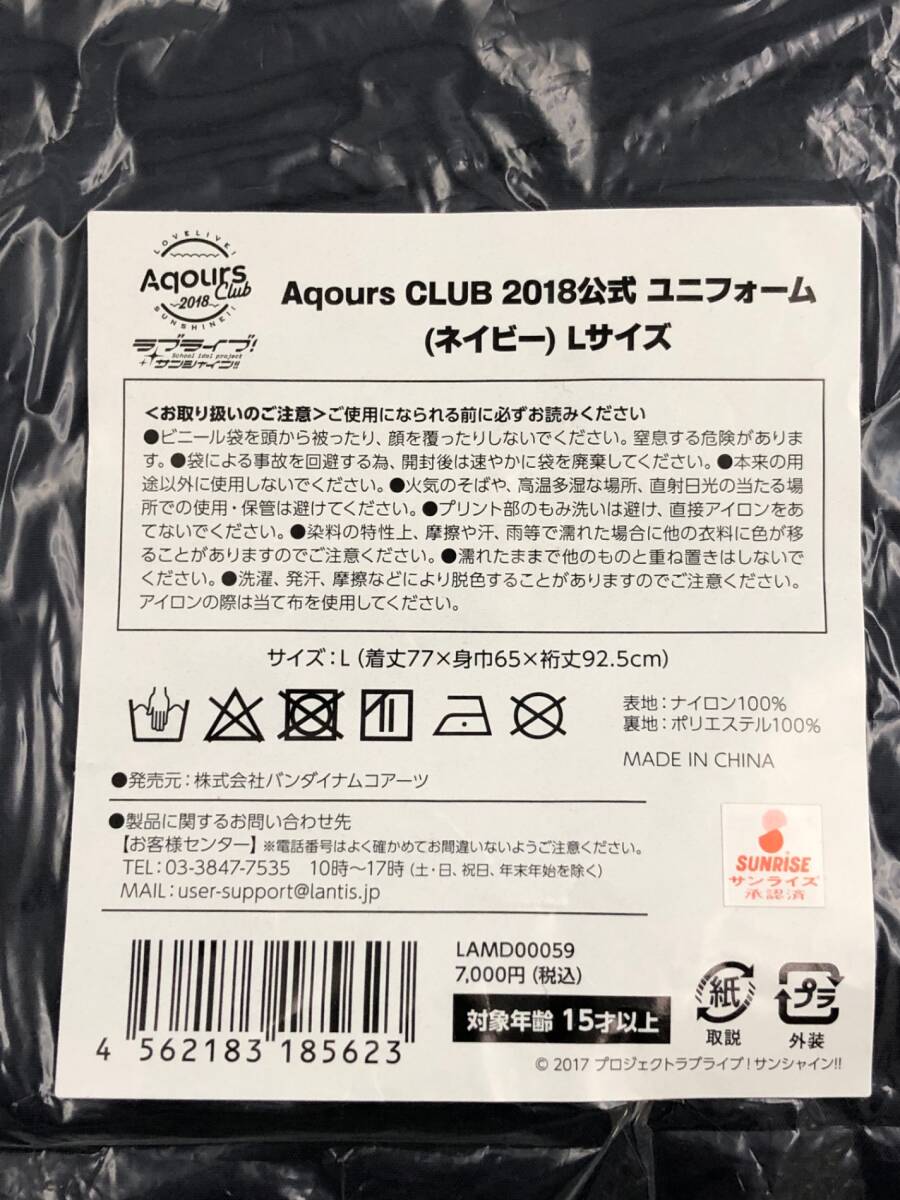 LOVELIVE!
Aqours
Club
2018
SUNSHINE!!
ラブライブ!
School idol project
サンシャイン!!
Aqours CLUB 2018公式 ユニフォーム
(ネイビー) Lサイズ
<お取り扱いのご注意>ご使用になられる前に必ずお読みください
●ビニール袋を頭から被ったり、顔を覆ったりしないでください。窒息する危険がありま
す。●袋による事故を回避する為、開封後は速やかに袋を廃棄してください。●本来の用
途以外に使用しないでください。●火気のそばや、高温多湿な場所、直射日光の当たる場
所での使用・保管は避けてください。●プリント部のもみ洗いは避け、直接アイロンをあ
てないでください。●染料の特性上、摩擦や汗、雨等で濡れた場合に他の衣料に色が移
ることがありますのでご注意ください。●濡れたままで他のものと重ね置きはしないで
ください。●洗濯、発汗、摩擦などにより脱色することがありますのでご注意ください。
アイロンの際は当て布を使用してください。
サイズ:L (着丈77×身巾65×裄丈92.5cm)
表地:ナイロン100%
裏地:ポリエステル100%
MADE IN CHINA
●発売元:株式会社バンダイナムコアーツ
●製品に関するお問い合わせ先
【お客様センター】※電話番号はよく確かめてお間違いないようご注意ください。
TEL:03-3847-7535 10時〜17時 (土・日、祝日、年末年始を除く)
MAIL:user-support@lantis.jp
SUNRISE
サンライズ
承認済
LAMD00059
7,000円 (税込)
対象年齢 15才以上
4 562183 185623
紙
取説
プラ
外装
© 2017 プロジェクトラブライブ!サンシャイン!!